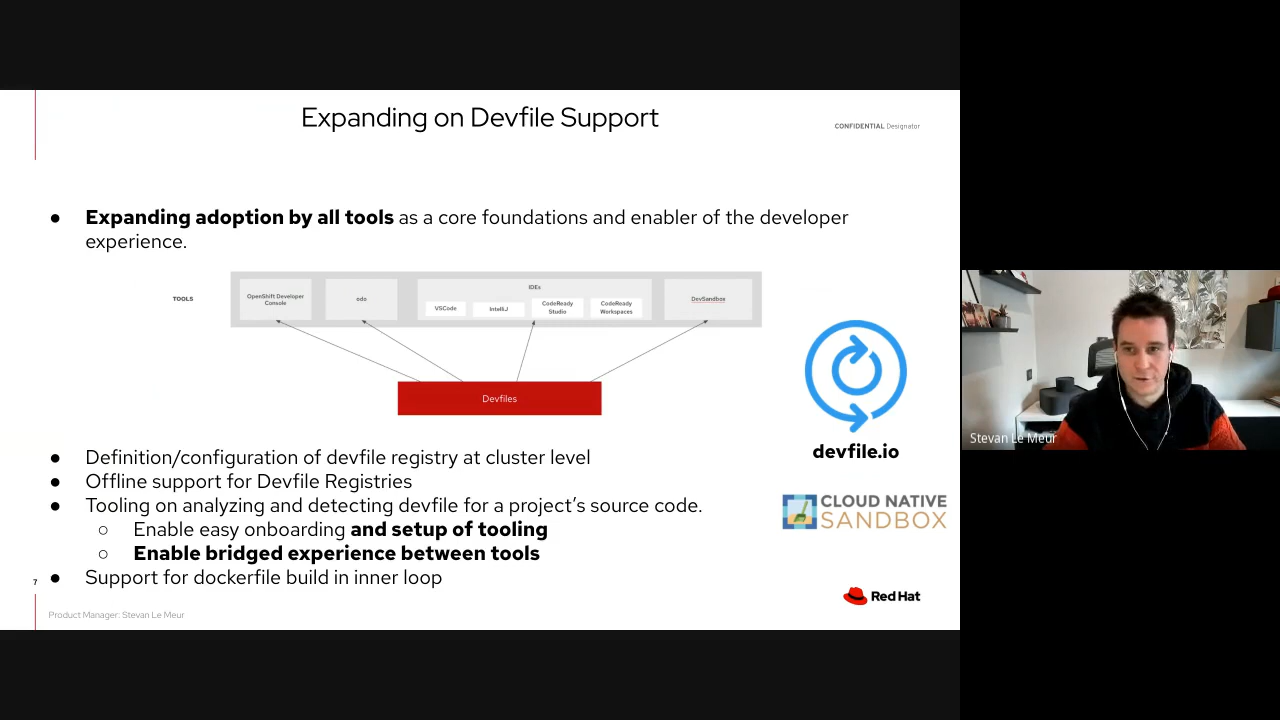 Expanding on Devfile Support
CONFIDENTIAL Designator
● Expanding adoption by all tools as a core foundations and enabler of the developer
experience.
TOOLS
OpenShift Developer
Console
odo
IDEs
VSCode
IntelliJ
CodeReady
Studio
CodeReady
Workspaces
DevSandbox
Devfiles
devfile.io
● Definition/configuration of devfile registry at cluster level
● Offline support for Devfile Registries
● Tooling on analyzing and detecting devfile for a project’s source code.
○ Enable easy onboarding and setup of tooling
○ Enable bridged experience between tools
● Support for dockerfile build in inner loop
CLOUD NATIVE
SANDBOX
7
Red Hat
Product Manager: Stevan Le Meur
Stevan Le Meur